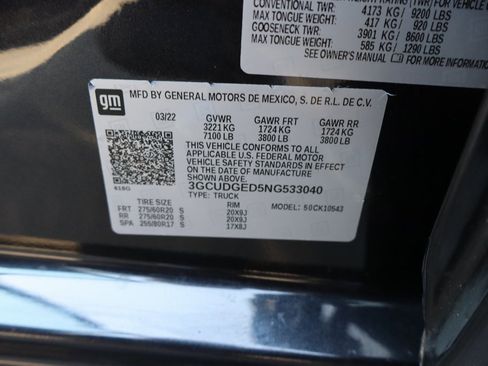 CONVENTIONAL TWR: 4173 KG / 9200 LBS
MAX TONGUE WEIGHT: 417 KG / 920 LBS
GOOSENECK TWR: 3901 KG / 8600 LBS
MAX TONGUE WEIGHT: 585 KG / 1290 LBS
SEE OWNER'S MANUAL FOR MORE INFORMATION
gm
MFD BY GENERAL MOTORS DE MEXICO, S. DE R.L. DE C.V.
03/22
GVWR GAWR FRT GAWR RR
3221 KG 1724 KG 1724 KG
7100 LB 3800 LB 3800 LB
THIS VEHICLE CONFORMS TO ALL
APPLICABLE U.S. FEDERAL MOTOR
VEHICLE SAFETY STANDARDS IN EFFECT
ON THE DATE OF MANUFACTURE
SHOWN ABOVE.
3GCUDGED5NG533040
TYPE: TRUCK
MODEL: 50CK10543
TIRE SIZE RIM
FRT 275/60R20 S 20X9J
RR 275/60R20 S 20X9J
SPA 255/80R17 S 17X8J